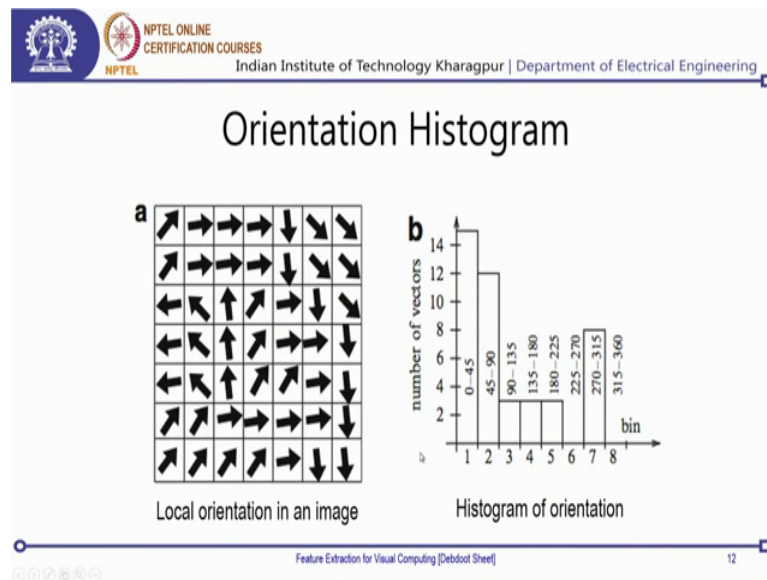 NPTEL ONLINE
CERTIFICATION COURSES
NPTEL
Indian Institute of Technology Kharagpur | Department of Electrical Engineering
Orientation Histogram
a
b
number of vectors
14
12
10
8
6
4
2
0–45
45–90
90–135
135–180
180–225
225–270
270–315
315–360
bin
1 2 3 4 5 6 7 8
Local orientation in an image
Histogram of orientation
Feature Extraction for Visual Computing [Debdoot Sheet]
12